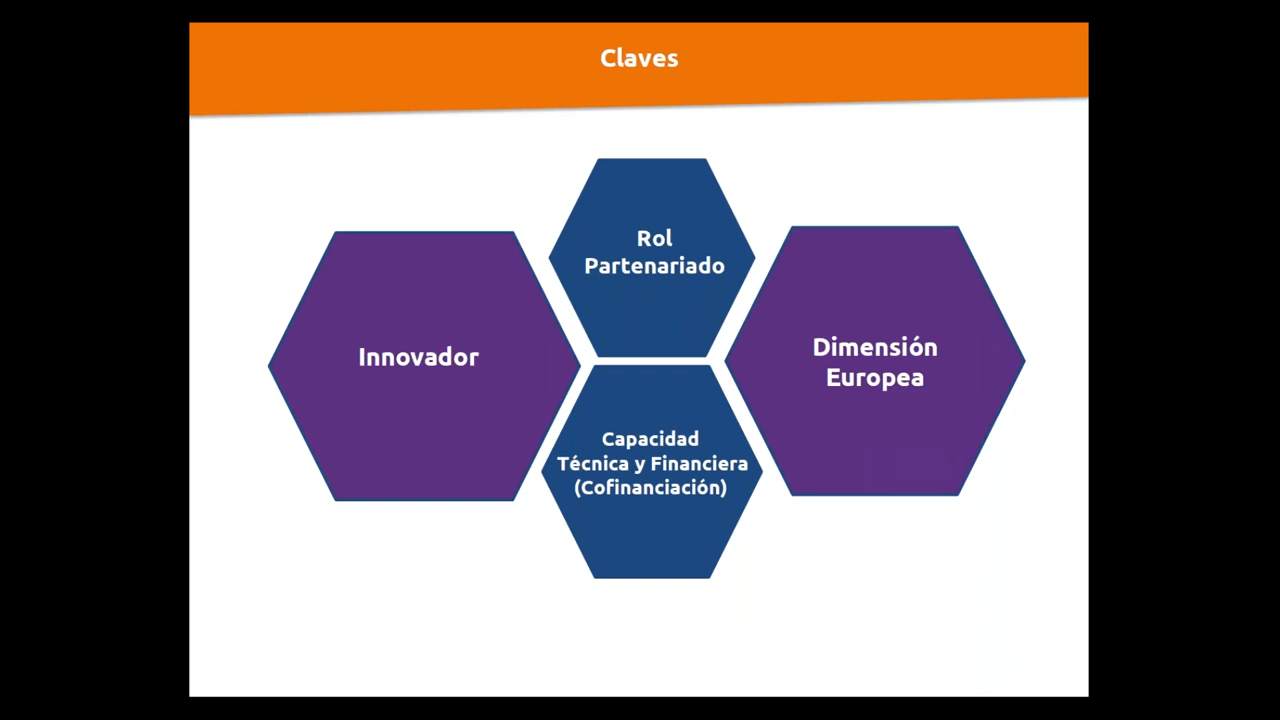 Claves
Rol
Partenariado
Innovador
Dimensión
Europea
Capacidad
Técnica y Financiera
(Cofinanciación)